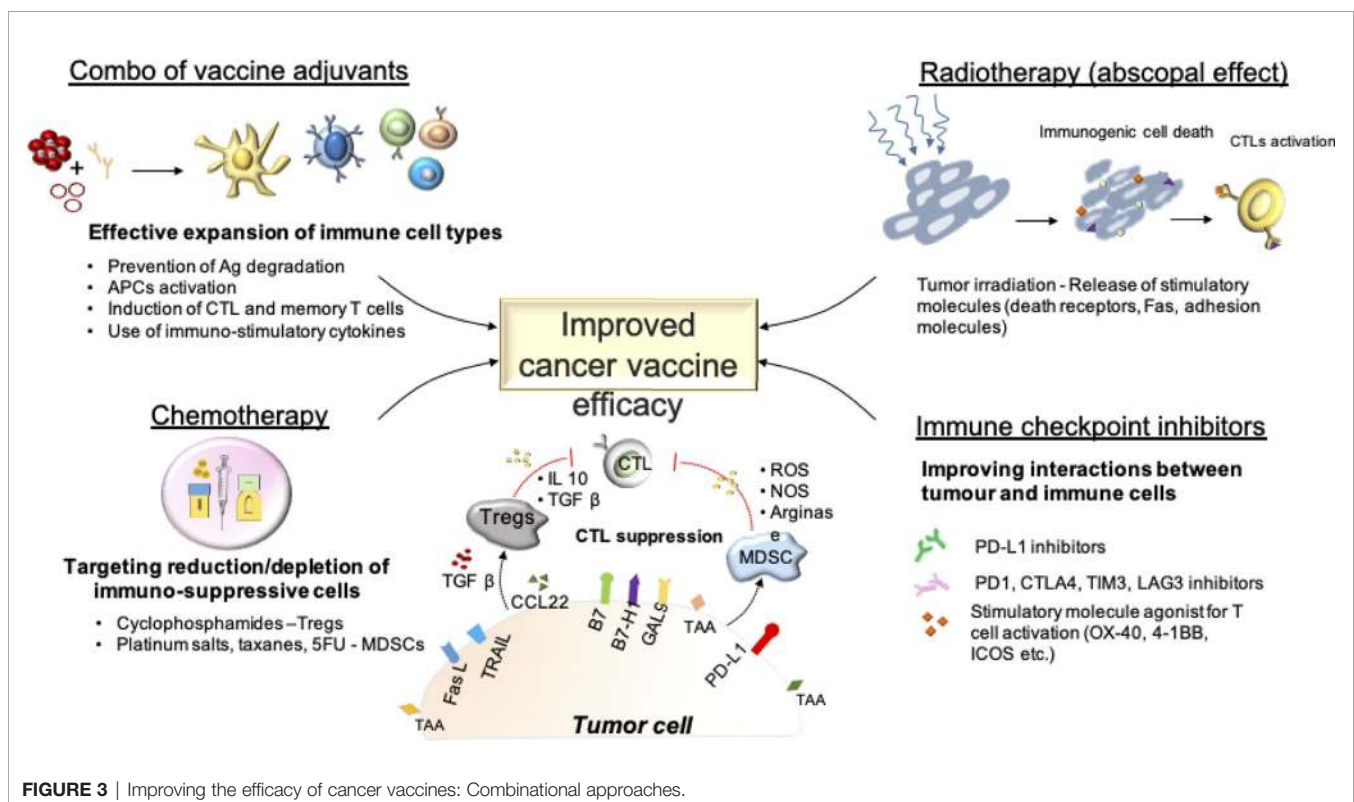 Combo of vaccine adjuvants
+
Effective expansion of immune cell types
• Prevention of Ag degradation
• APCs activation
• Induction of CTL and memory T cells
• Use of immuno-stimulatory cytokines
Radiotherapy (abscopal effect)
Immunogenic cell death
CTLs activation
Tumor irradiation - Release of stimulatory
molecules (death receptors, Fas, adhesion
molecules)
Improved
cancer vaccine
efficacy
Chemotherapy
Targeting reduction/depletion of
immuno-suppressive cells
• Cyclophosphamides –Tregs
• Platinum salts, taxanes, 5FU - MDSCs
CTL
• IL 10
• TGF β
• ROS
• NOS
• Arginas
e
Tregs
CTL suppression
MDSC
TGF β
CCL22
B7
B7-H1
GAL9
TAA
Fas L
TRAIL
PD-L1
TAA
TAA
Tumor cell
Immune checkpoint inhibitors
Improving interactions between
tumour and immune cells
PD-L1 inhibitors
PD1, CTLA4, TIM3, LAG3 inhibitors
Stimulatory molecule agonist for T
cell activation (OX-40, 4-1BB,
ICOS etc.)
FIGURE 3 | Improving the efficacy of cancer vaccines: Combinational approaches.